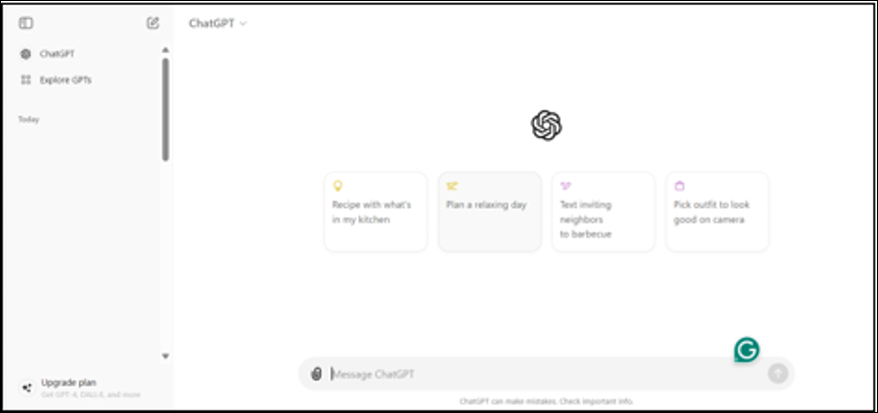 ChatGPT
ChatGPT
Explore GPTs
Today
Recipe with what's
in my kitchen
Plan a relaxing day
Text inviting
neighbors
to barbecue
Pick outfit to look
good on camera
Upgrade plan
Get GPT-4, DALL·E, and more
Message ChatGPT
ChatGPT can make mistakes. Check important info.